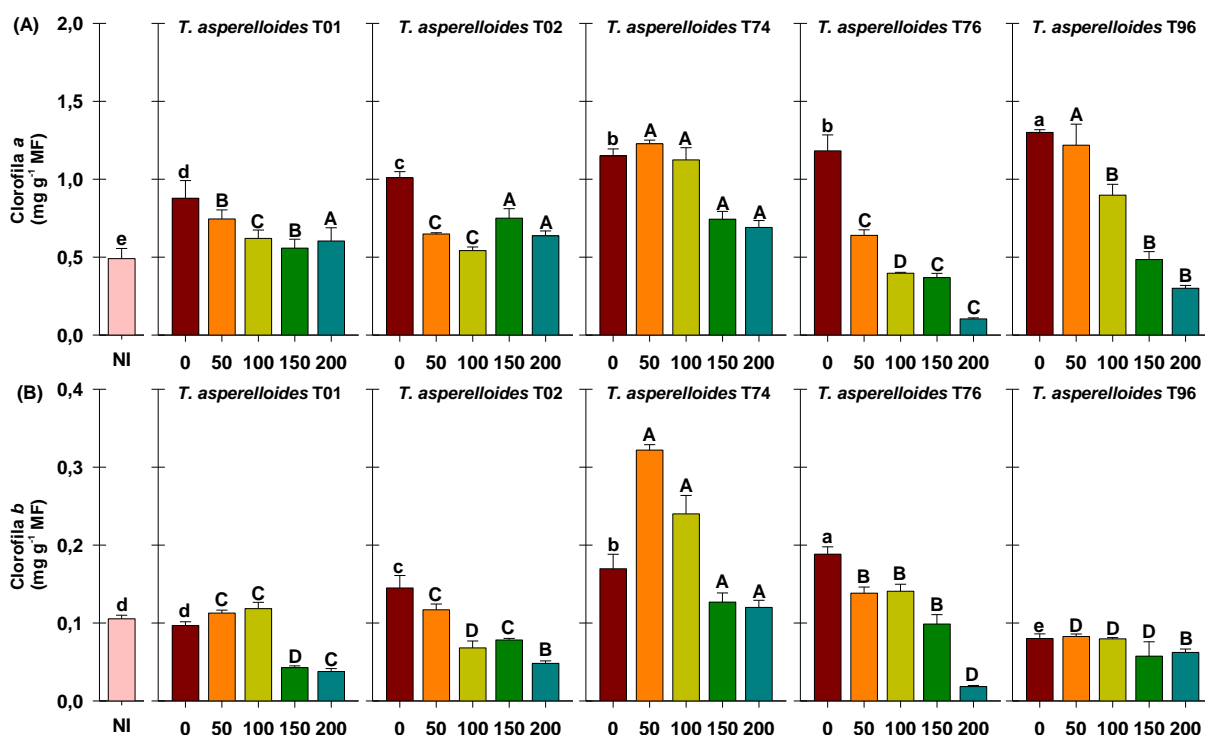 (A)
2,0
1,5
1,0
0,5
0,0
Clorofila a
(mg g⁻¹ MF)
T. asperelloides T01
T. asperelloides T02
T. asperelloides T74
T. asperelloides T76
T. asperelloides T96
e
d B C B A
c C C A A
b A A A A
b C D C C
a A B B B
NI
0 50 100 150 200
0 50 100 150 200
0 50 100 150 200
0 50 100 150 200
0 50 100 150 200
(B)
0,4
0,3
0,2
0,1
0,0
Clorofila b
(mg g⁻¹ MF)
T. asperelloides T01
T. asperelloides T02
T. asperelloides T74
T. asperelloides T76
T. asperelloides T96
d
d C C D C
c C D C B
b A A A A
a B B B D
e D D D B
NI
0 50 100 150 200
0 50 100 150 200
0 50 100 150 200
0 50 100 150 200
0 50 100 150 200